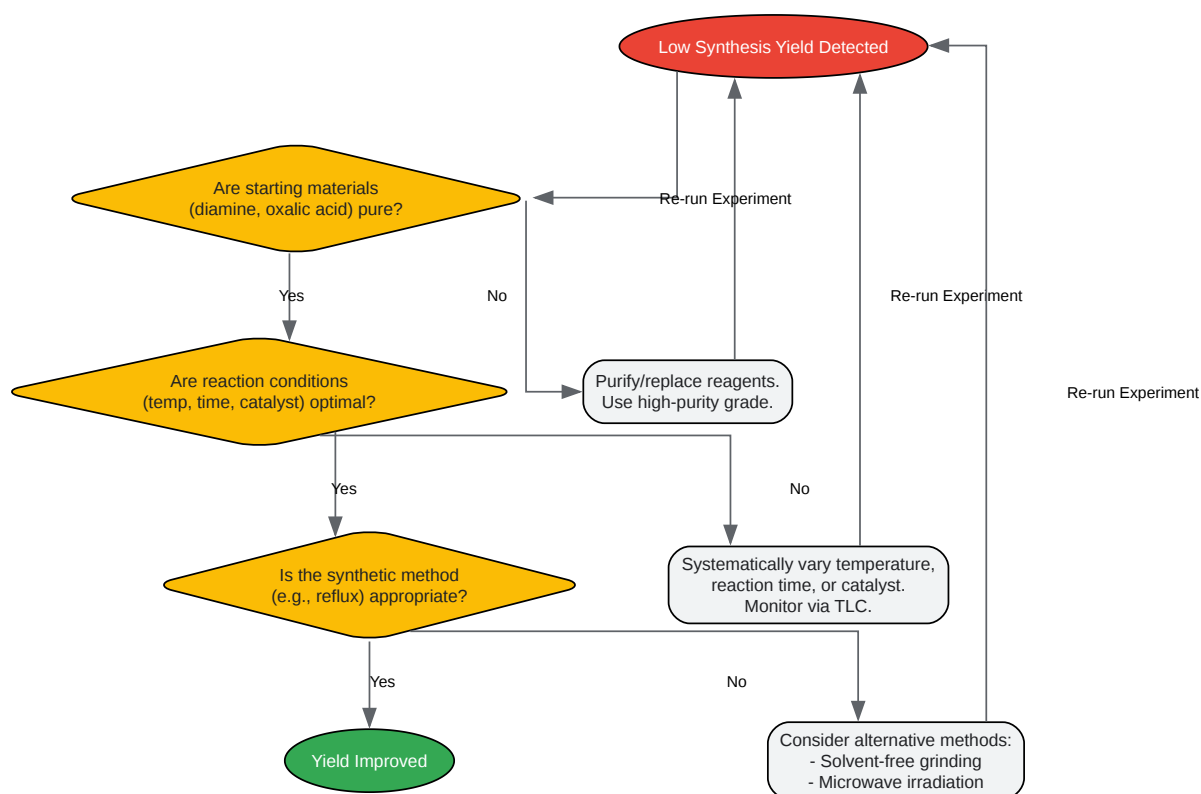 Low Synthesis Yield Detected
Are starting materials
(diamine, oxalic acid) pure?
Re-run Experiment
Yes
No
Re-run Experiment
Are reaction conditions
(temp, time, catalyst) optimal?
Purify/replace reagents.
Use high-purity grade.
Re-run Experiment
Yes
No
Is the synthetic method
(e.g., reflux) appropriate?
Systematically vary temperature,
reaction time, or catalyst.
Monitor via TLC.
Yes
No
Yield Improved
Consider alternative methods:
- Solvent-free grinding
- Microwave irradiation